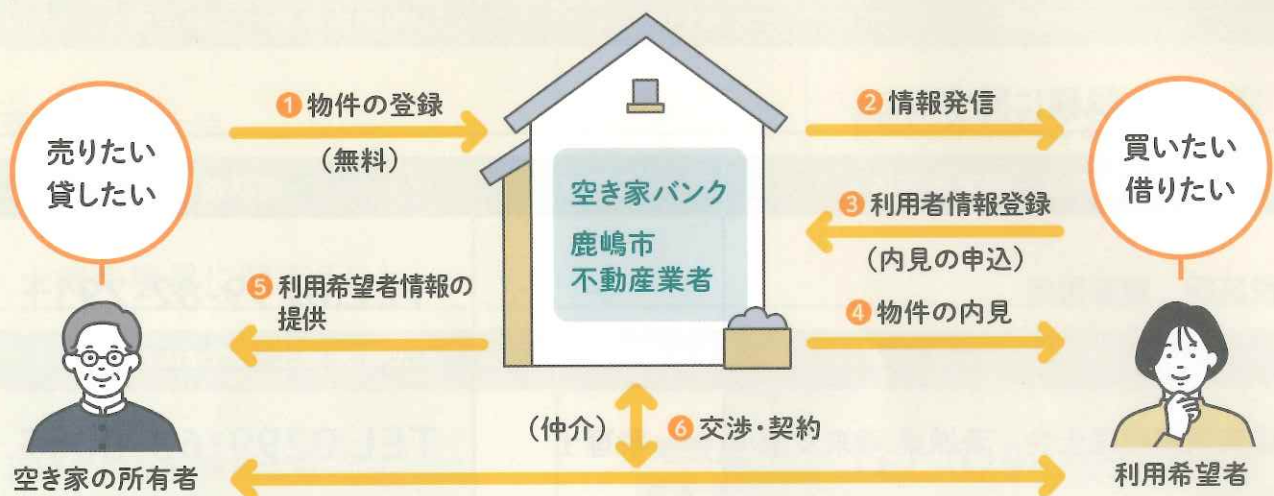 売りたい
貸したい
❶物件の登録
(無料)
空き家バンク
鹿嶋市
不動産業者
❷情報発信
買いたい
借りたい
❸利用者情報登録
(内見の申込)
❹物件の内見
❺利用希望者情報の
提供
(仲介)
❻交渉・契約
空き家の所有者
利用希望者